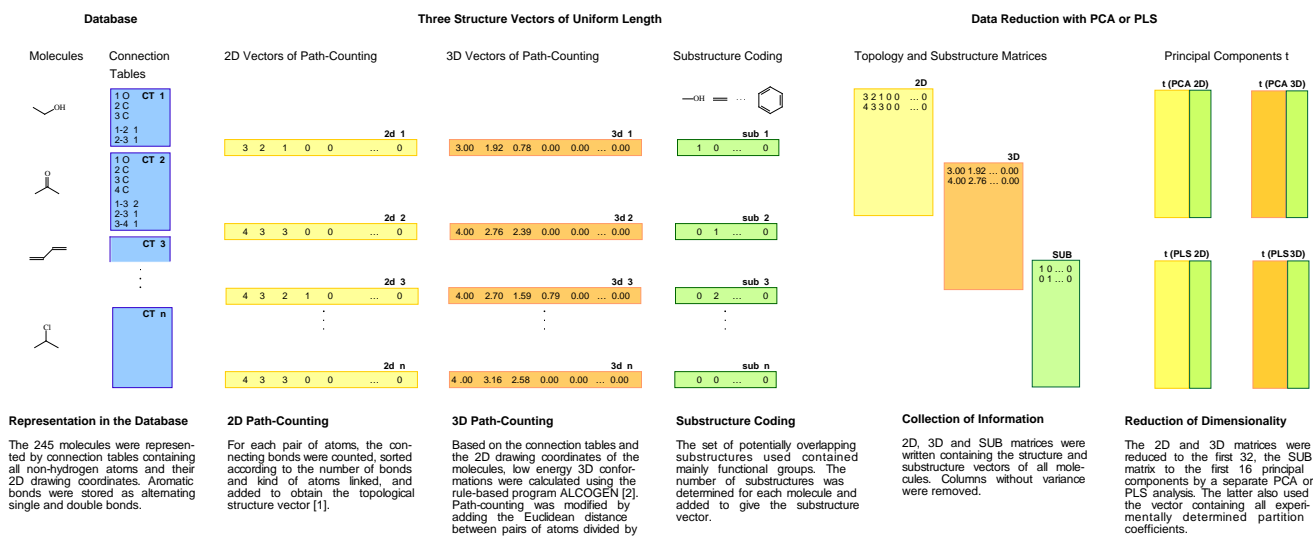 Database
Three Structure Vectors of Uniform Length
Data Reduction with PCA or PLS
Molecules
Connection
Tables
2D Vectors of Path-Counting
3D Vectors of Path-Counting
Substructure Coding
Topology and Substructure Matrices
Principal Components t
OH
1 O CT 1
2 C
3 C
1-2 1
2-3 1
O
1 O CT 2
2 C
3 C
4 C
1-3 2
2-3 1
3-4 1
CT 3
.
.
.
Cl
CT n
2d 1
3 2 1 0 0 ... 0
2d 2
4 3 3 0 0 ... 0
2d 3
4 3 2 1 0 ... 0
.
.
.
2d n
4 3 3 0 0 ... 0
3d 1
3.00 1.92 0.78 0.00 0.00 ... 0.00
3d 2
4.00 2.76 2.39 0.00 0.00 ... 0.00
3d 3
4.00 2.70 1.59 0.79 0.00 ... 0.00
.
.
.
3d n
4 .00 3.16 2.58 0.00 0.00 ... 0.00
OH ...
sub 1
1 0 ... 0
sub 2
0 1 ... 0
sub 3
0 2 ... 0
.
.
.
sub n
0 0 ... 0
2D
3 2 1 0 0 ... 0
4 3 3 0 0 ... 0
3D
3.00 1.92 ... 0.00
4.00 2.76 ... 0.00
SUB
1 0 ... 0
0 1 ... 0
t (PCA 2D)
t (PCA 3D)
t (PLS 2D)
t (PLS 3D)
Representation in the Database
The 245 molecules were represen-
ted by connection tables containing
all non-hydrogen atoms and their
2D drawing coordinates. Aromatic
bonds were stored as alternating
single and double bonds.
2D Path-Counting
For each pair of atoms, the con-
necting bonds were counted, sorted
according to the number of bonds
and kind of atoms linked, and
added to obtain the topological
structure vector [1].
3D Path-Counting
Based on the connection tables and
the 2D drawing coordinates of the
molecules, low energy 3D confor-
mations were calculated using the
rule-based program ALCOGEN [2].
Path-counting was modified by
adding the Euclidean distance
between pairs of atoms divided by
Substructure Coding
The set of potentially overlapping
substructures used contained
mainly functional groups. The
number of substructures was
determined for each molecule and
added to give the substructure
vector.
Collection of Information
2D, 3D and SUB matrices were
written containing the structure and
substructure vectors of all mole-
cules. Columns without variance
were removed.
Reduction of Dimensionality
The 2D and 3D matrices were
reduced to the first 32, the SUB
matrix to the first 16 principal
components by a separate PCA or
PLS analysis. The latter also used
the vector containing all experi-
mentally determined partition
coefficients.